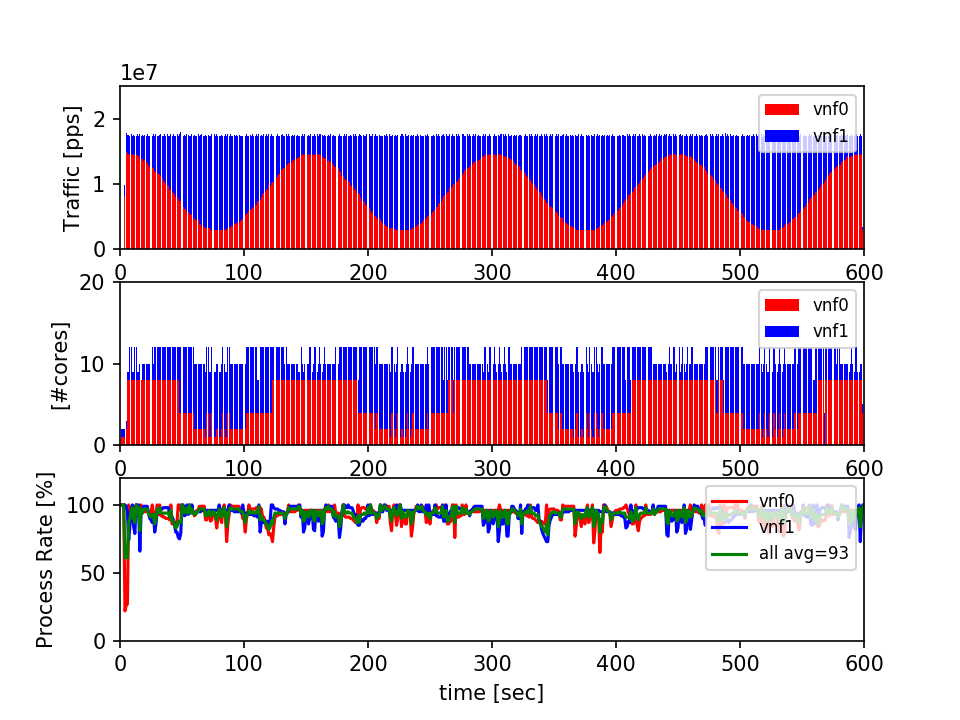 1e7
Traffic [pps]
2
1
0
vnf0
vnf1
0 100 200 300 400 500 600
[#cores]
20
10
0
vnf0
vnf1
0 100 200 300 400 500 600
Process Rate [%]
100
50
0
vnf0
vnf1
all avg=93
0 100 200 300 400 500 600
time [sec]